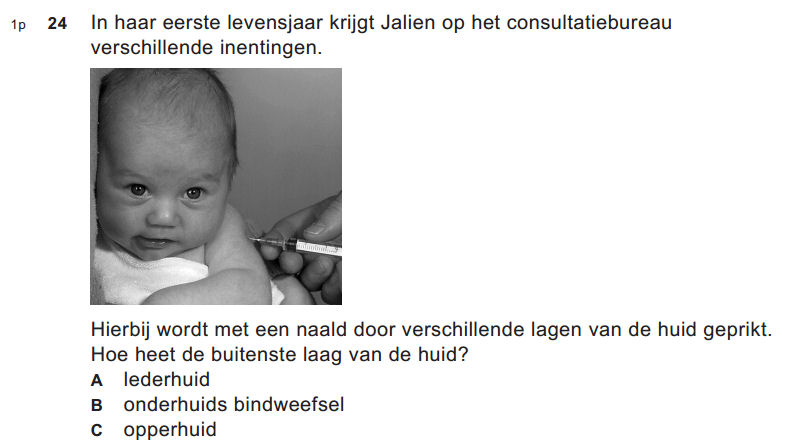 1p 24 In haar eerste levensjaar krijgt Jalien op het consultatiebureau
verschillende inentingen.
Hierbij wordt met een naald door verschillende lagen van de huid geprikt.
Hoe heet de buitenste laag van de huid?
A lederhuid
B onderhuids bindweefsel
C opperhuid